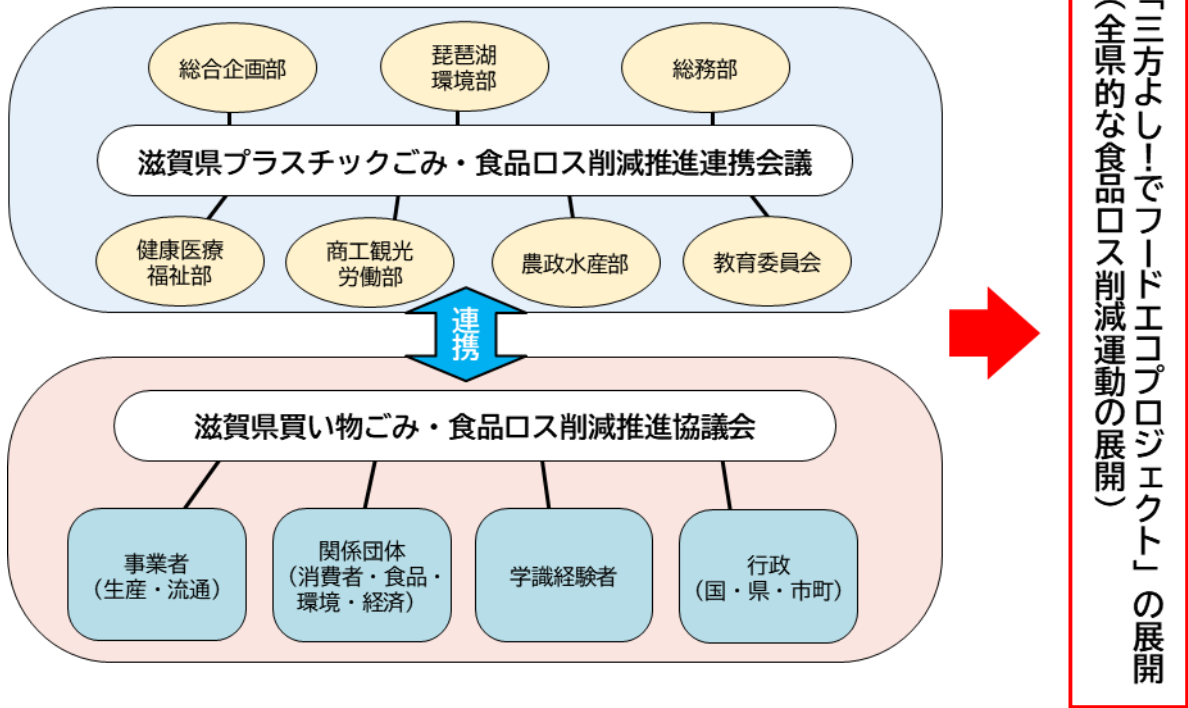 総合企画部
琵琶湖
環境部
総務部
滋賀県プラスチックごみ・食品ロス削減推進連携会議
健康医療
福祉部
商工観光
労働部
農政水産部
教育委員会
連携
滋賀県買い物ごみ・食品ロス削減推進協議会
事業者
（生産・流通）
関係団体
（消費者・食品・
環境・経済）
学識経験者
行政
（国・県・市町）
「三方よし！でフードエコプロジェクト」の展開
（全県的な食品ロス削減運動の展開）